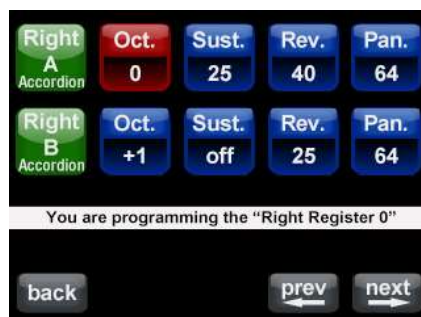 Right Oct. Sust. Rev. Pan.
A 0 25 40 64
Accordion
Right Oct. Sust. Rev. Pan.
B +1 off 25 64
Accordion
You are programming the “Right Register 0”
back prev next